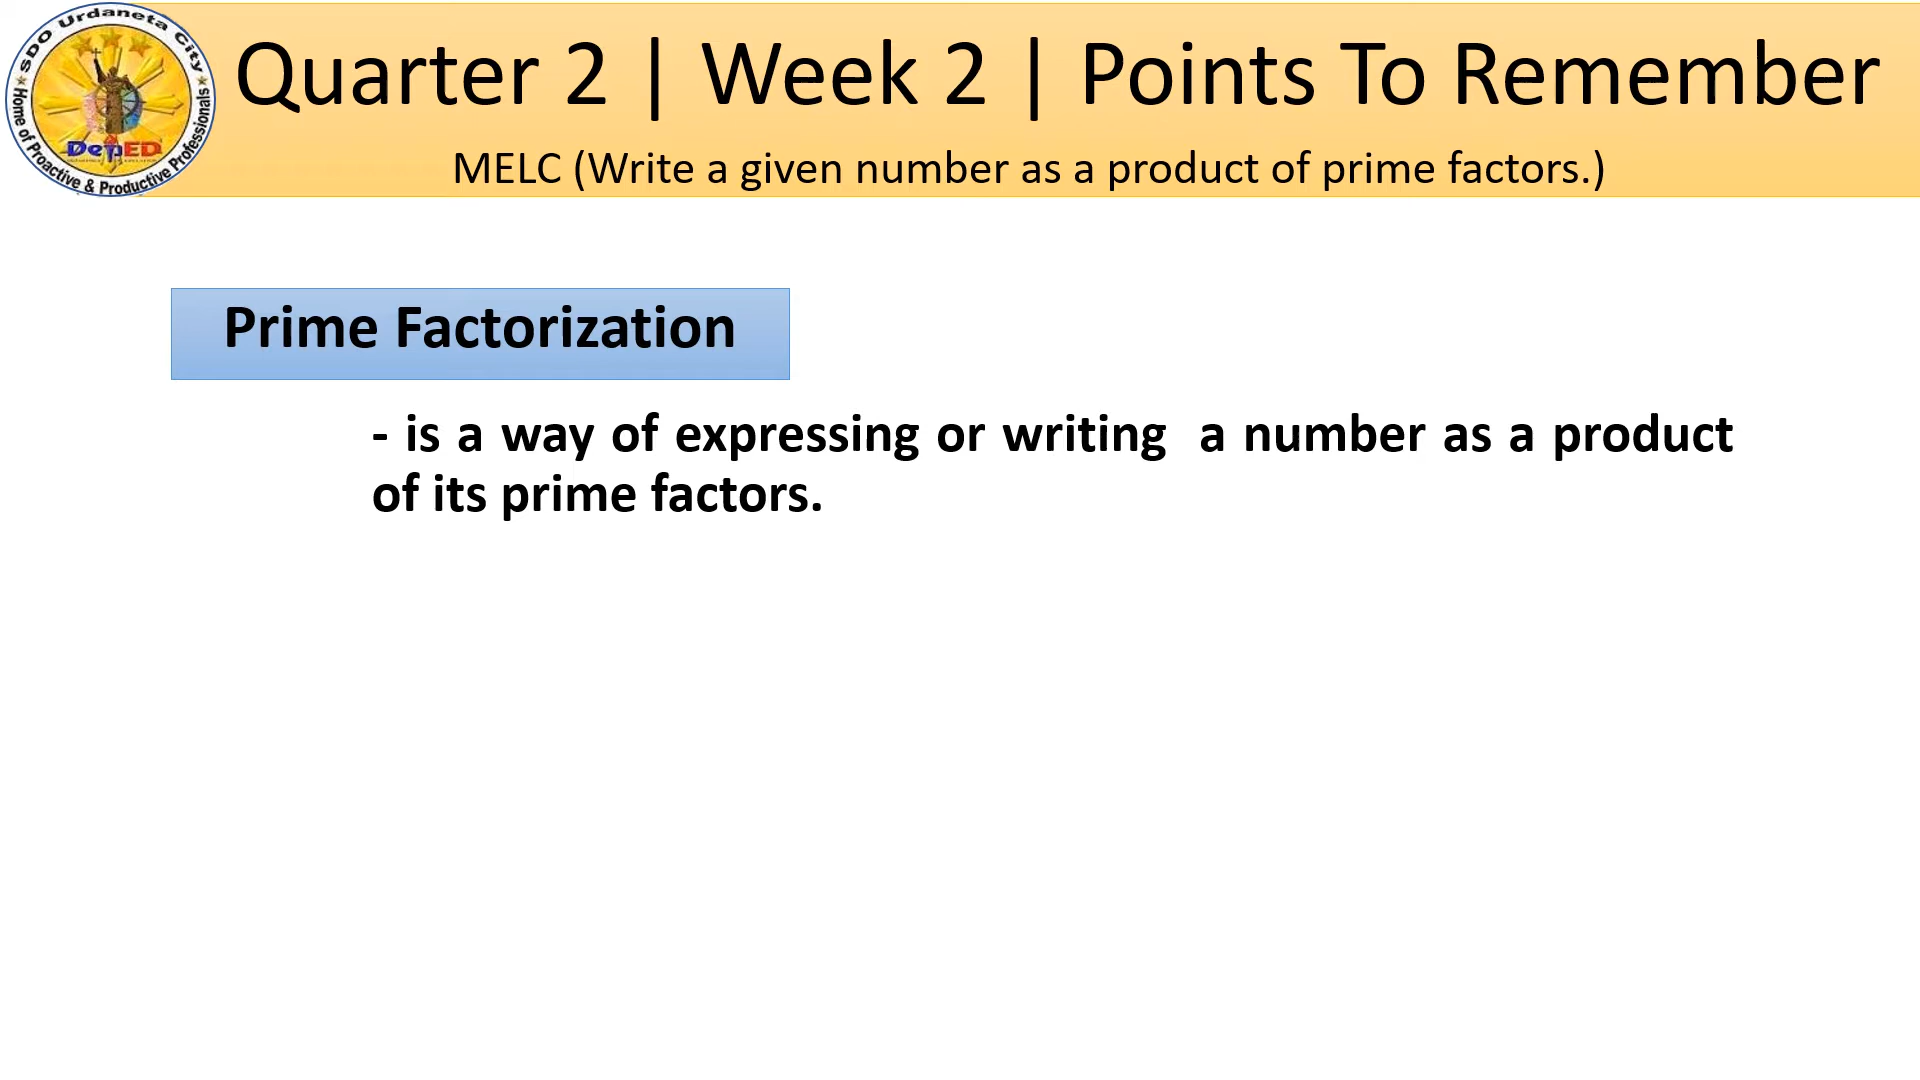 SDO Urdaneta City
Home of Proactive & Productive Professionals
DepED
Quarter 2 | Week 2 | Points To Remember
MELC (Write a given number as a product of prime factors.)
Prime Factorization
- is a way of expressing or writing  a number as a product
of its prime factors.